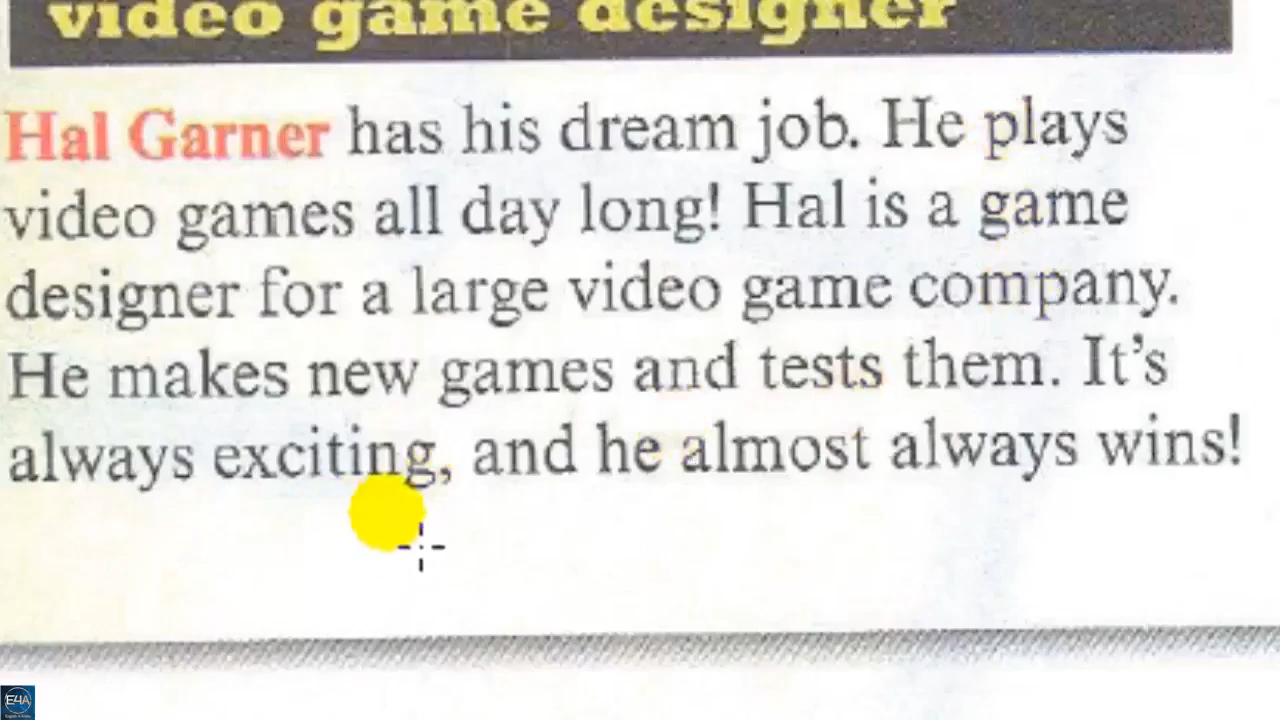 video game designer
Hal Garner has his dream job. He plays
video games all day long! Hal is a game
designer for a large video game company.
He makes new games and tests them. It's
always exciting, and he almost always wins!
E4A